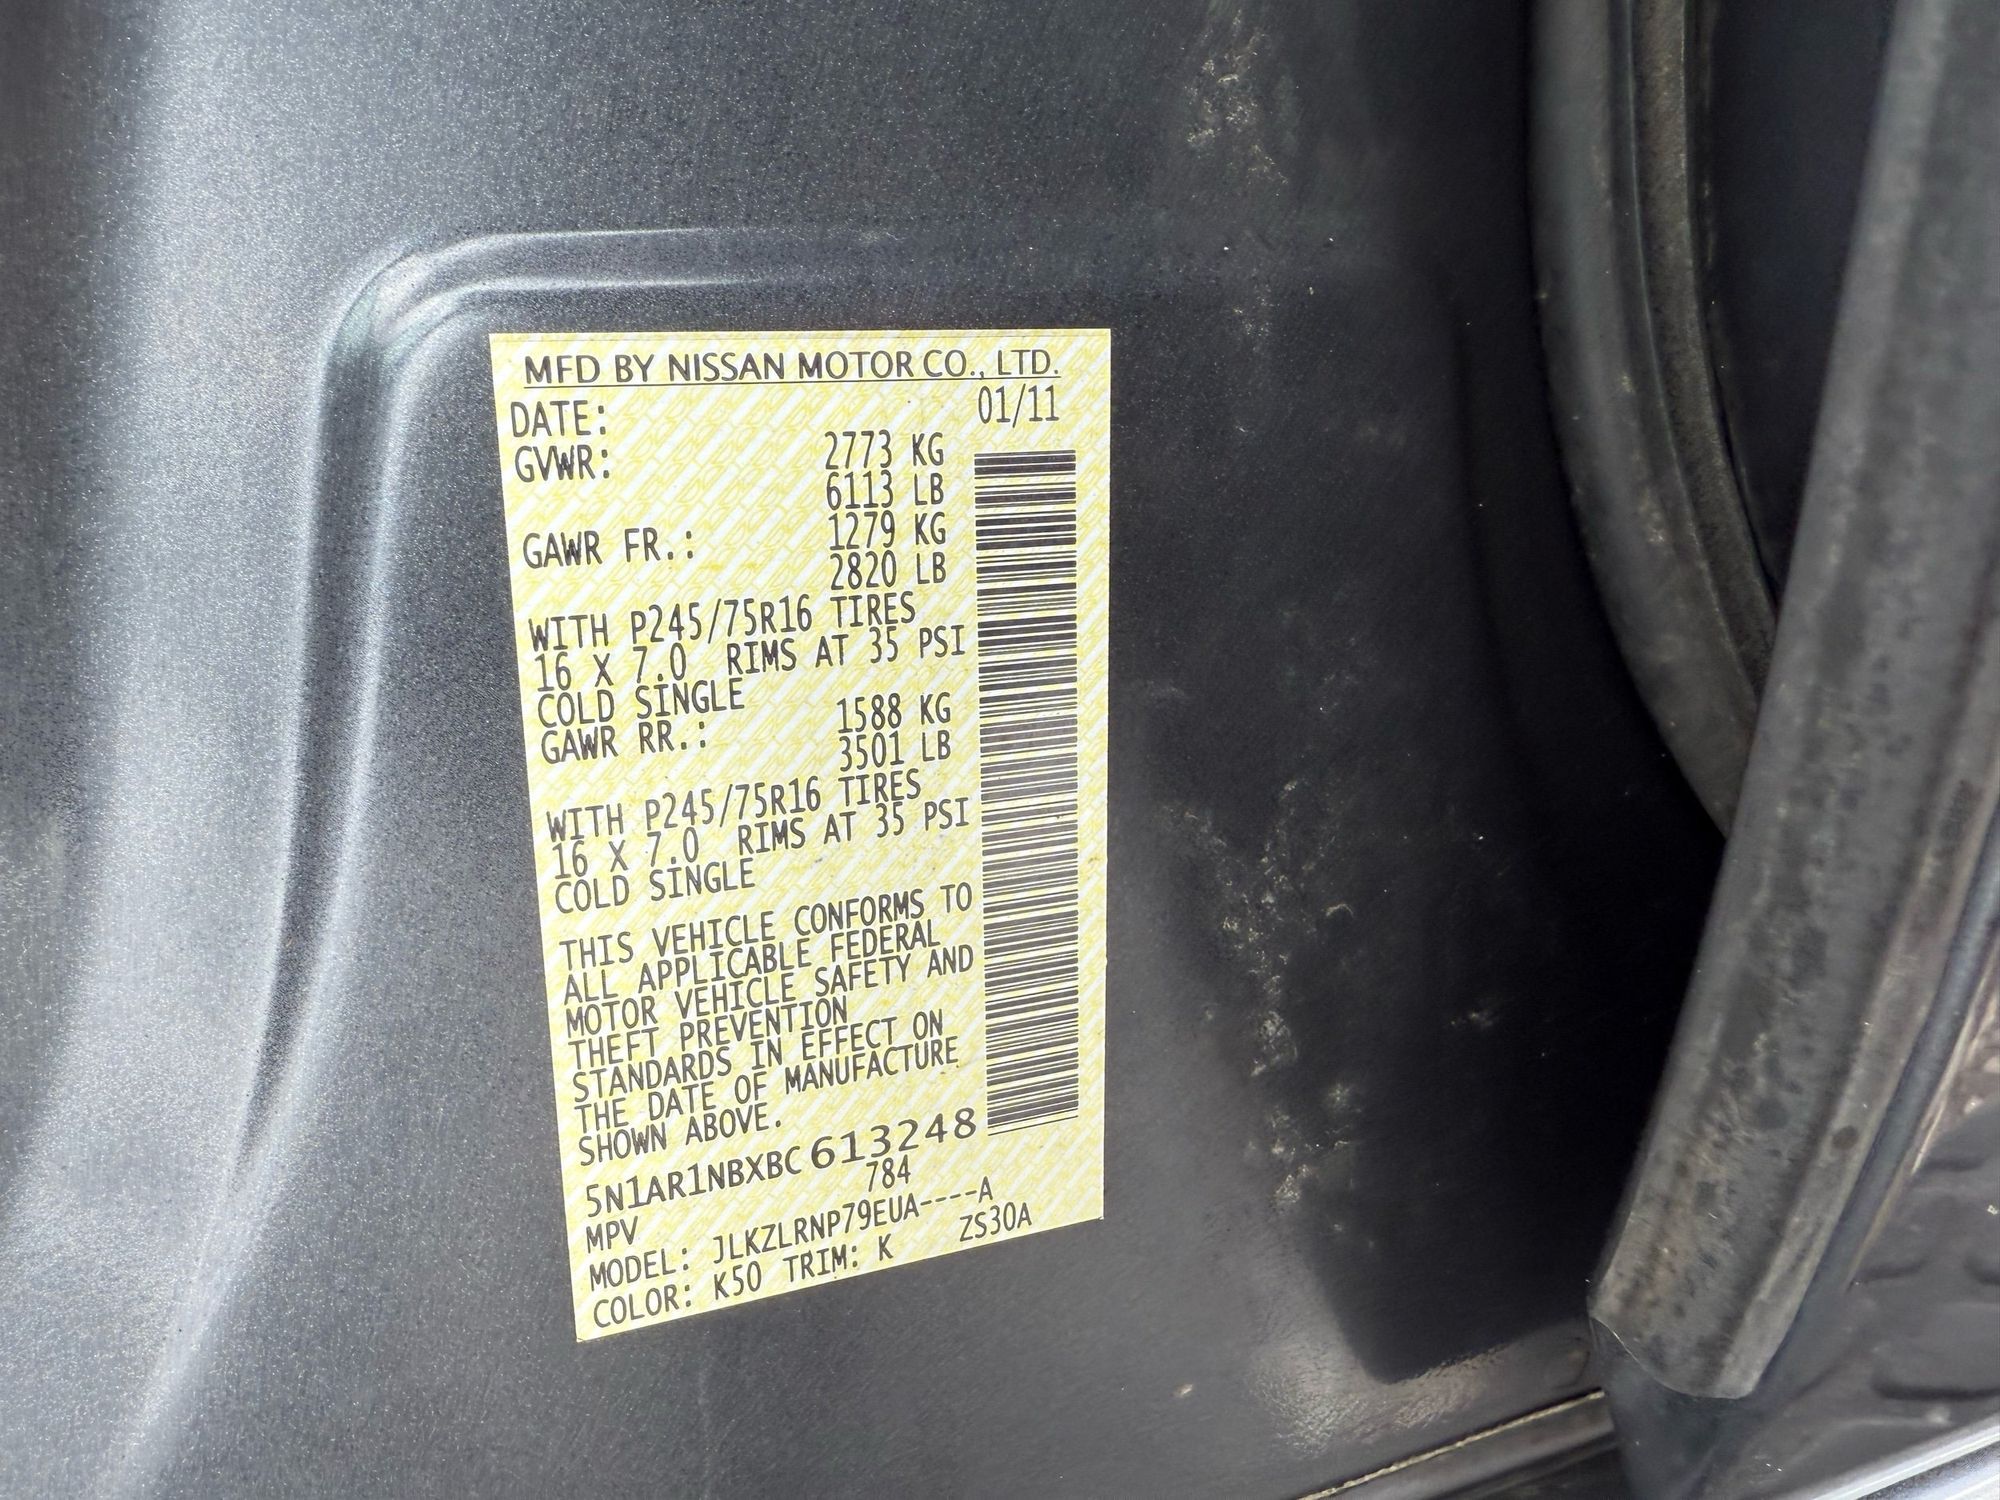 MFD BY NISSAN MOTOR CO., LTD.
DATE: 01/11
GVWR: 2773 KG
6113 LB
GAWR FR.: 1279 KG
2820 LB
WITH P245/75R16 TIRES
16 X 7.0 RIMS AT 35 PSI
COLD SINGLE
GAWR RR.: 1588 KG
3501 LB
WITH P245/75R16 TIRES
16 X 7.0 RIMS AT 35 PSI
COLD SINGLE
THIS VEHICLE CONFORMS TO
ALL APPLICABLE FEDERAL
MOTOR VEHICLE SAFETY AND
THEFT PREVENTION
STANDARDS IN EFFECT ON
THE DATE OF MANUFACTURE
SHOWN ABOVE.
5N1AR1NBXBC613248
MPV 784
MODEL: JLKZLRNP79EUA----A
COLOR: K50 TRIM: K ZS30A